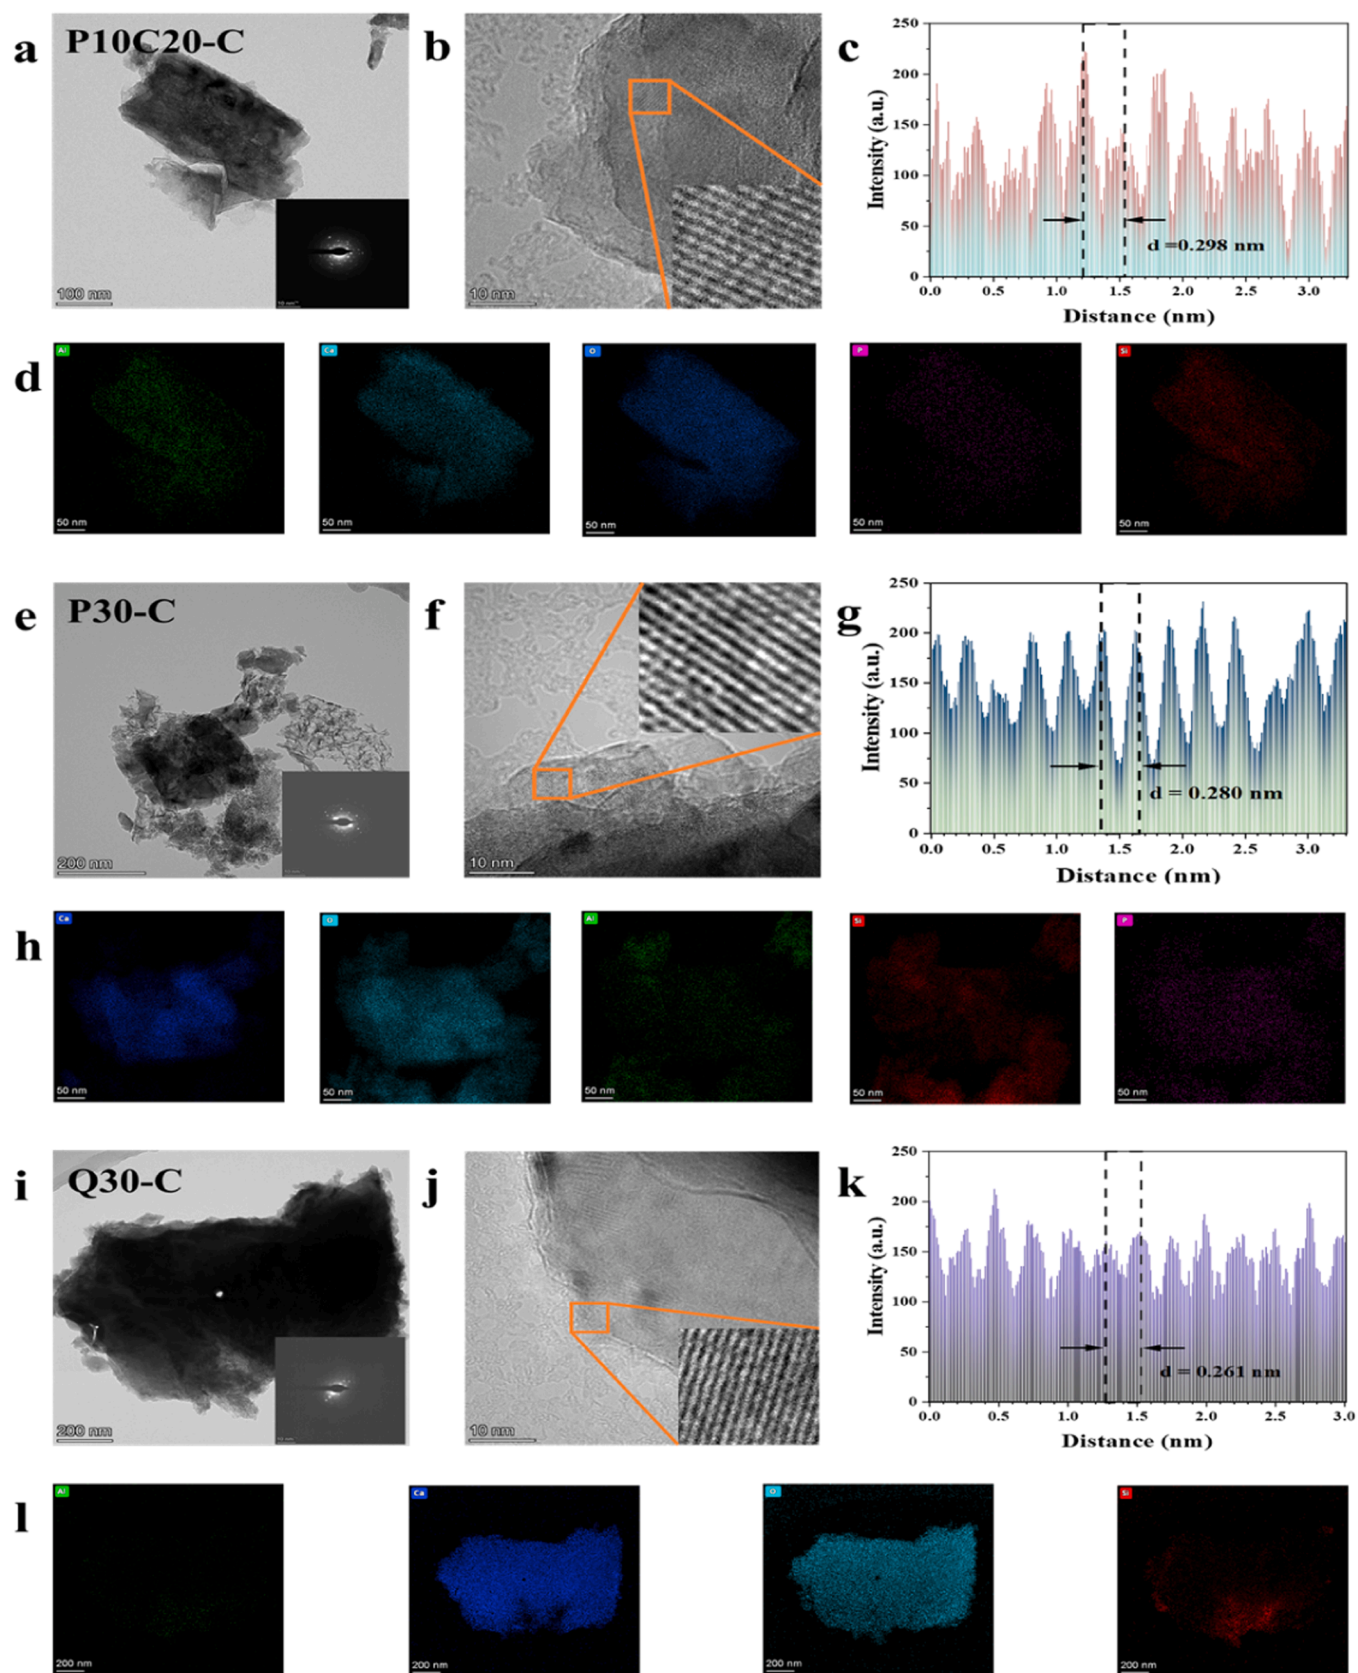 a
P10C20-C
100 nm
b
10 nm
c
250
200
150
100
50
0
Intensity (a.u.)
d =0.298 nm
0.0 0.5 1.0 1.5 2.0 2.5 3.0
Distance (nm)
d
Al
50 nm
Ca
50 nm
O
50 nm
P
50 nm
Si
50 nm
e
P30-C
200 nm
f
10 nm
g
250
200
150
100
50
0
Intensity (a.u.)
d = 0.280 nm
0.0 0.5 1.0 1.5 2.0 2.5 3.0
Distance (nm)
h
Ca
50 nm
O
50 nm
Al
50 nm
Si
50 nm
P
50 nm
i
Q30-C
200 nm
j
10 nm
k
250
200
150
100
50
0
Intensity (a.u.)
d = 0.261 nm
0.0 0.5 1.0 1.5 2.0 2.5 3.0
Distance (nm)
l
Al
200 nm
Ca
200 nm
O
200 nm
Si
200 nm